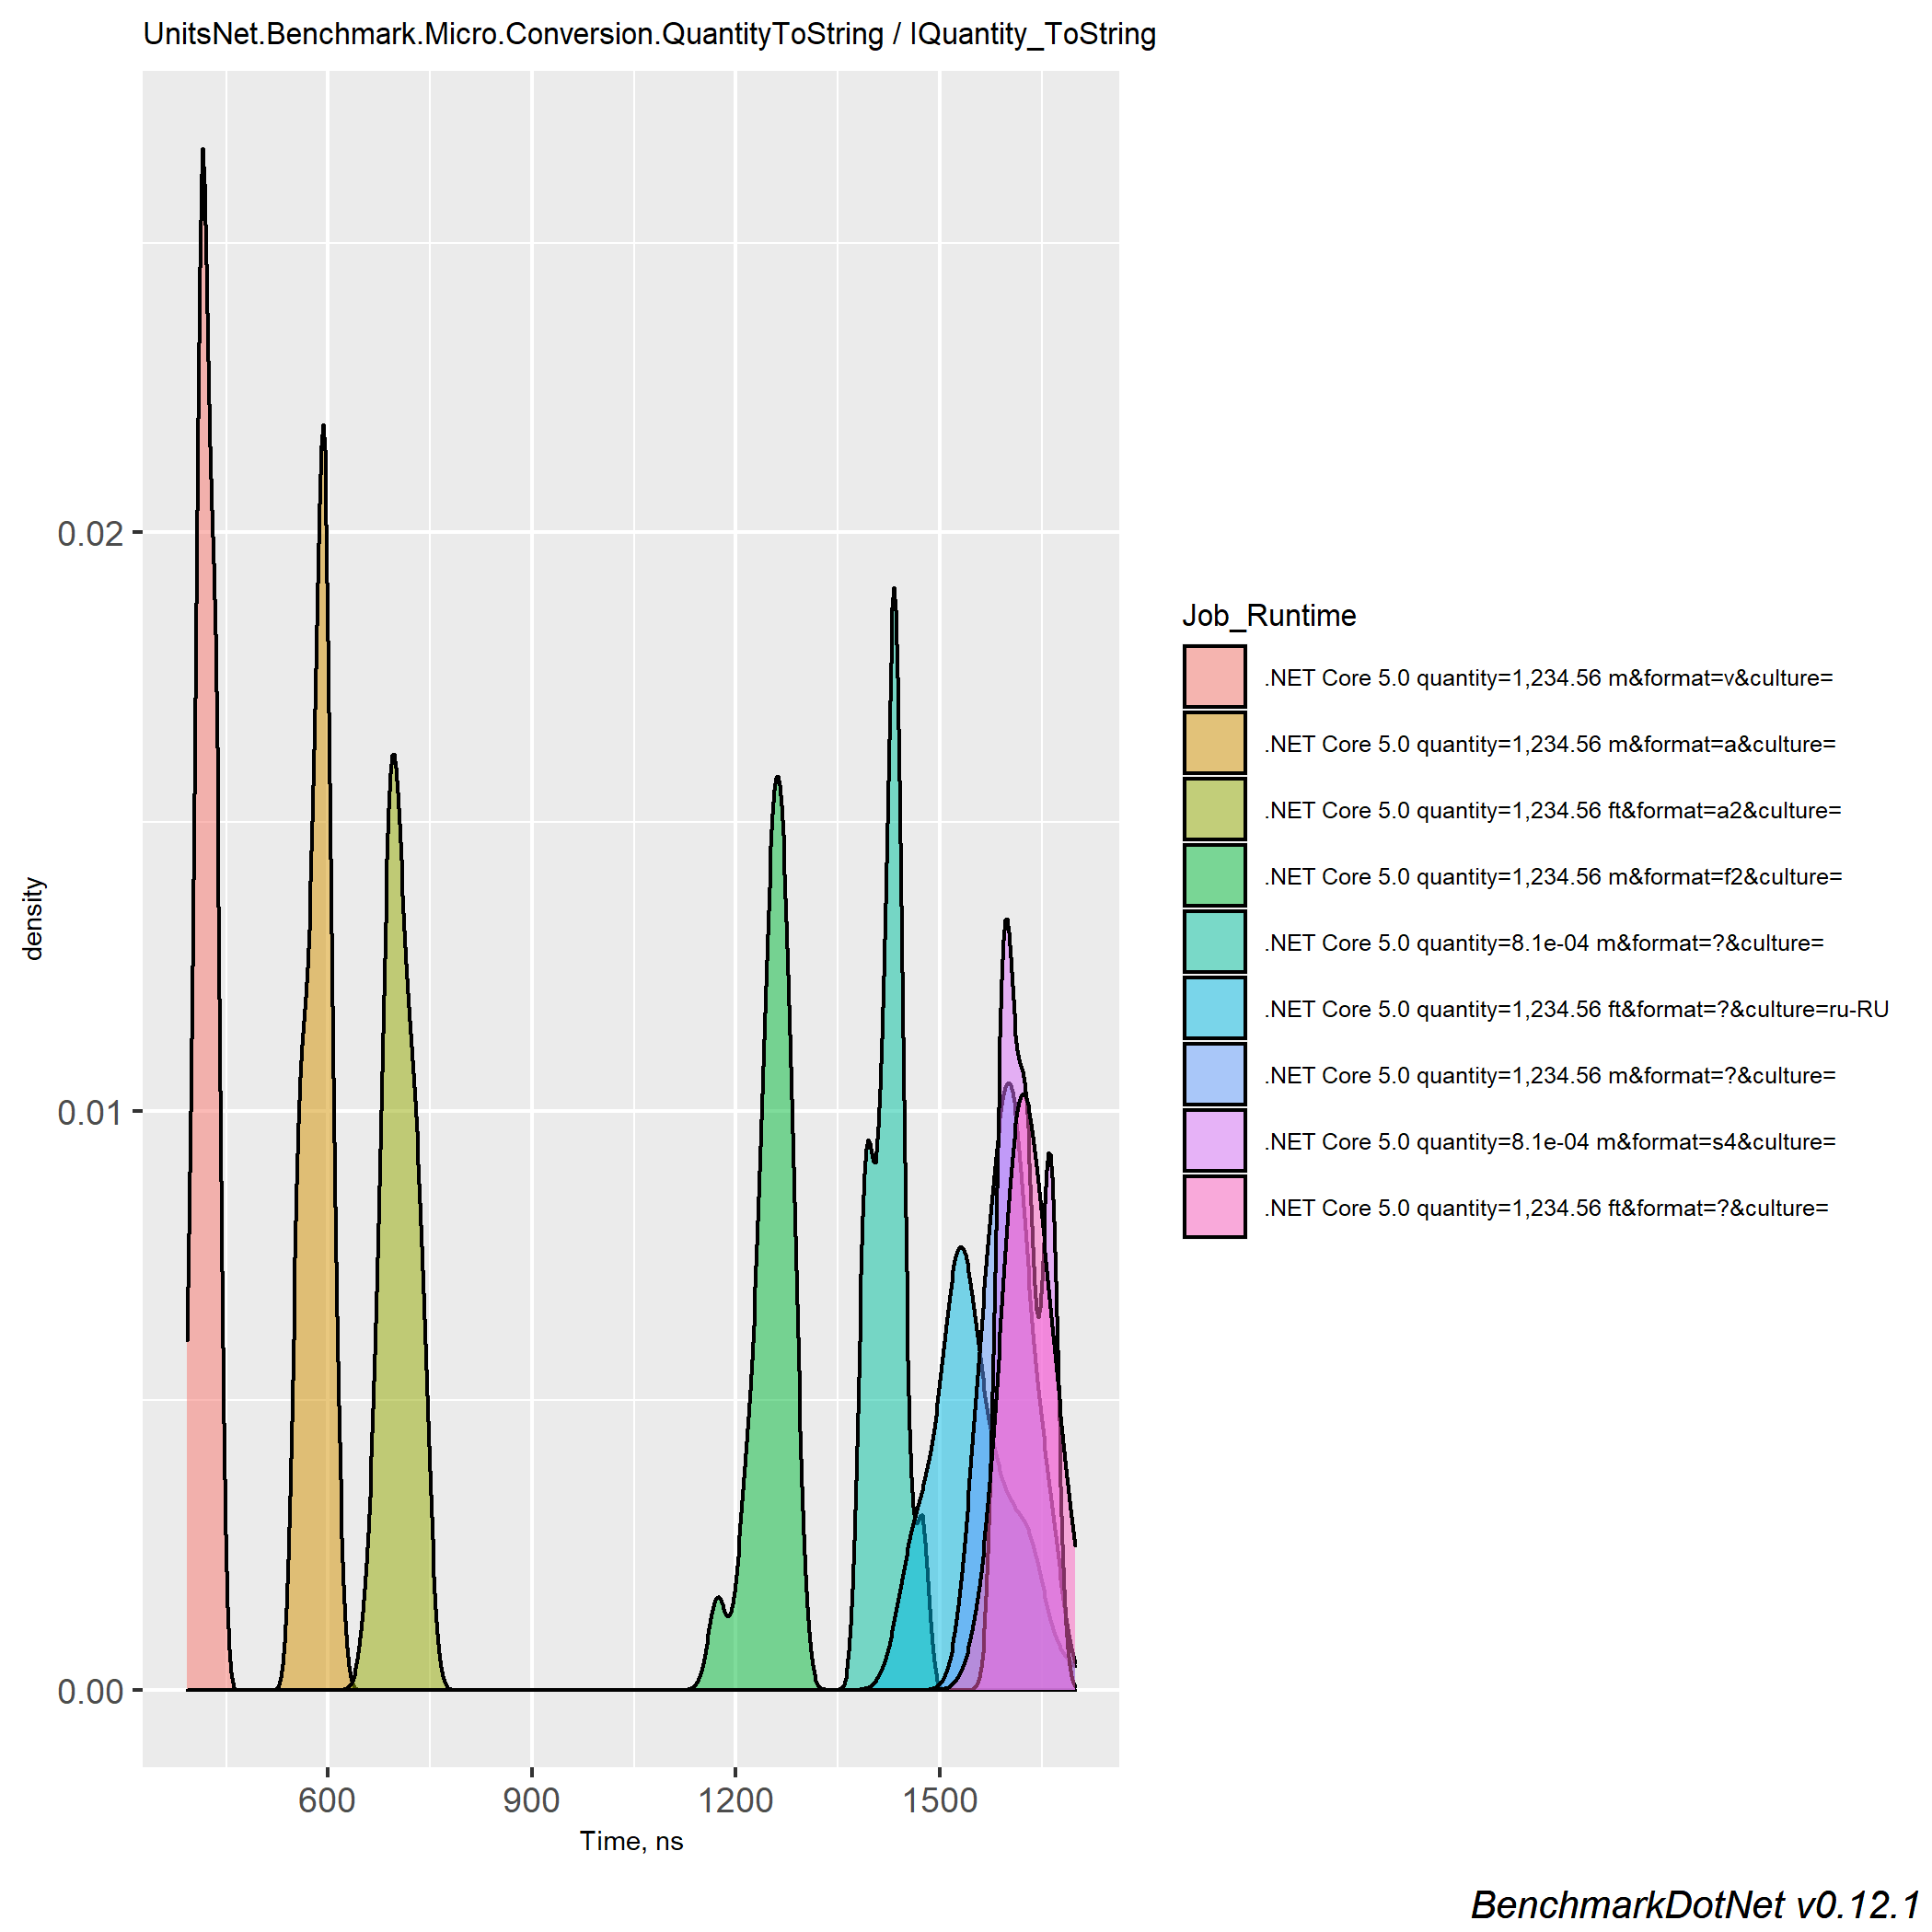 UnitsNet.Benchmark.Micro.Conversion.QuantityToString / IQuantity_ToString
density
0.02
0.01
0.00
600 900 1200 1500
Time, ns
Job_Runtime
.NET Core 5.0 quantity=1,234.56 m&format=v&culture=
.NET Core 5.0 quantity=1,234.56 m&format=a&culture=
.NET Core 5.0 quantity=1,234.56 ft&format=a2&culture=
.NET Core 5.0 quantity=1,234.56 m&format=f2&culture=
.NET Core 5.0 quantity=8.1e-04 m&format=?&culture=
.NET Core 5.0 quantity=1,234.56 ft&format=?&culture=ru-RU
.NET Core 5.0 quantity=1,234.56 m&format=?&culture=
.NET Core 5.0 quantity=8.1e-04 m&format=s4&culture=
.NET Core 5.0 quantity=1,234.56 ft&format=?&culture=
BenchmarkDotNet v0.12.1